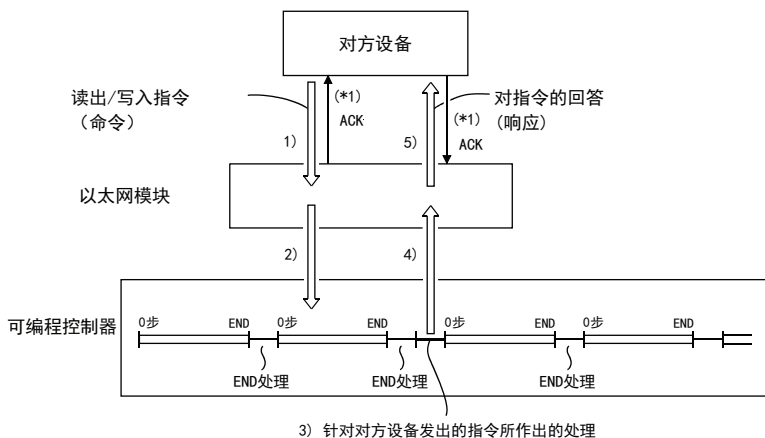 对方设备
读出/写入指令
（命令）
(*1)
ACK
1)
5)
(*1)
ACK
对指令的回答
(响应)
以太网模块
2)
4)
可编程控制器
0步
END
0步
END
0步
END
0步
END
END处理
END处理
END处理
3) 针对对方设备发出的指令所作出的处理